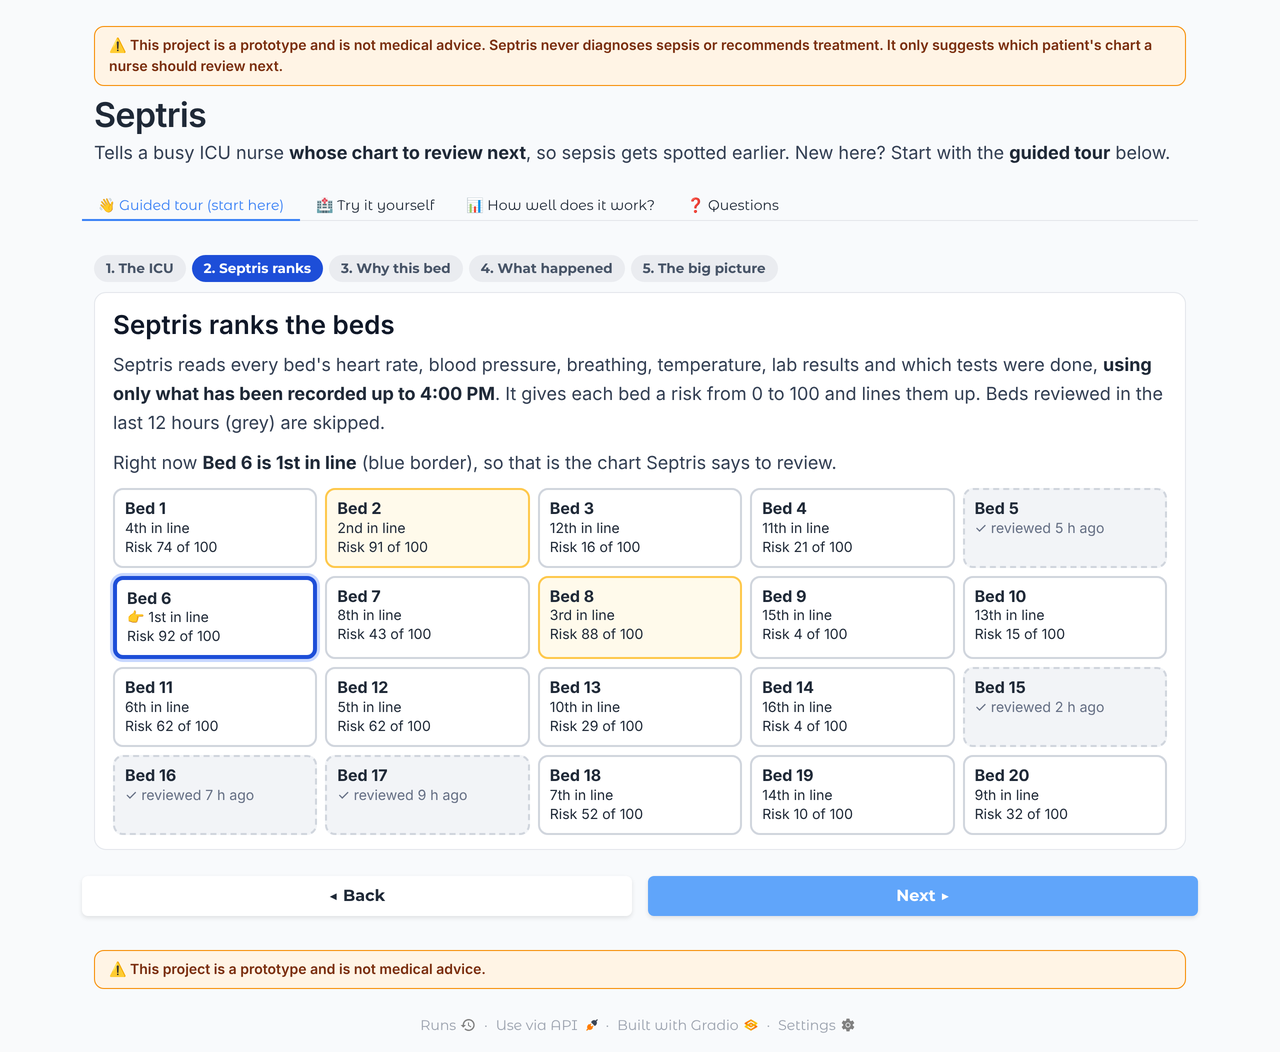 ⚠️ This project is a prototype and is not medical advice. Septris never diagnoses sepsis or recommends treatment. It only suggests which patient's chart a
nurse should review next.
Septris
Tells a busy ICU nurse whose chart to review next, so sepsis gets spotted earlier. New here? Start with the guided tour below.
👋 Guided tour (start here)
🏥 Try it yourself
📊 How well does it work?
❓ Questions
1. The ICU
2. Septris ranks
3. Why this bed
4. What happened
5. The big picture
Septris ranks the beds
Septris reads every bed's heart rate, blood pressure, breathing, temperature, lab results and which tests were done, using
only what has been recorded up to 4:00 PM. It gives each bed a risk from 0 to 100 and lines them up. Beds reviewed in the
last 12 hours (grey) are skipped.
Right now Bed 6 is 1st in line (blue border), so that is the chart Septris says to review.
Bed 1
4th in line
Risk 74 of 100
Bed 2
2nd in line
Risk 91 of 100
Bed 3
12th in line
Risk 16 of 100
Bed 4
11th in line
Risk 21 of 100
Bed 5
✓ reviewed 5 h ago
Bed 6
👉 1st in line
Risk 92 of 100
Bed 7
8th in line
Risk 43 of 100
Bed 8
3rd in line
Risk 88 of 100
Bed 9
15th in line
Risk 4 of 100
Bed 10
13th in line
Risk 15 of 100
Bed 11
6th in line
Risk 62 of 100
Bed 12
5th in line
Risk 62 of 100
Bed 13
10th in line
Risk 29 of 100
Bed 14
16th in line
Risk 4 of 100
Bed 15
✓ reviewed 2 h ago
Bed 16
✓ reviewed 7 h ago
Bed 17
✓ reviewed 9 h ago
Bed 18
7th in line
Risk 52 of 100
Bed 19
14th in line
Risk 10 of 100
Bed 20
9th in line
Risk 32 of 100
◂ Back
Next ▸
⚠️ This project is a prototype and is not medical advice.
Runs · Use via API 🚀 · Built with Gradio · Settings